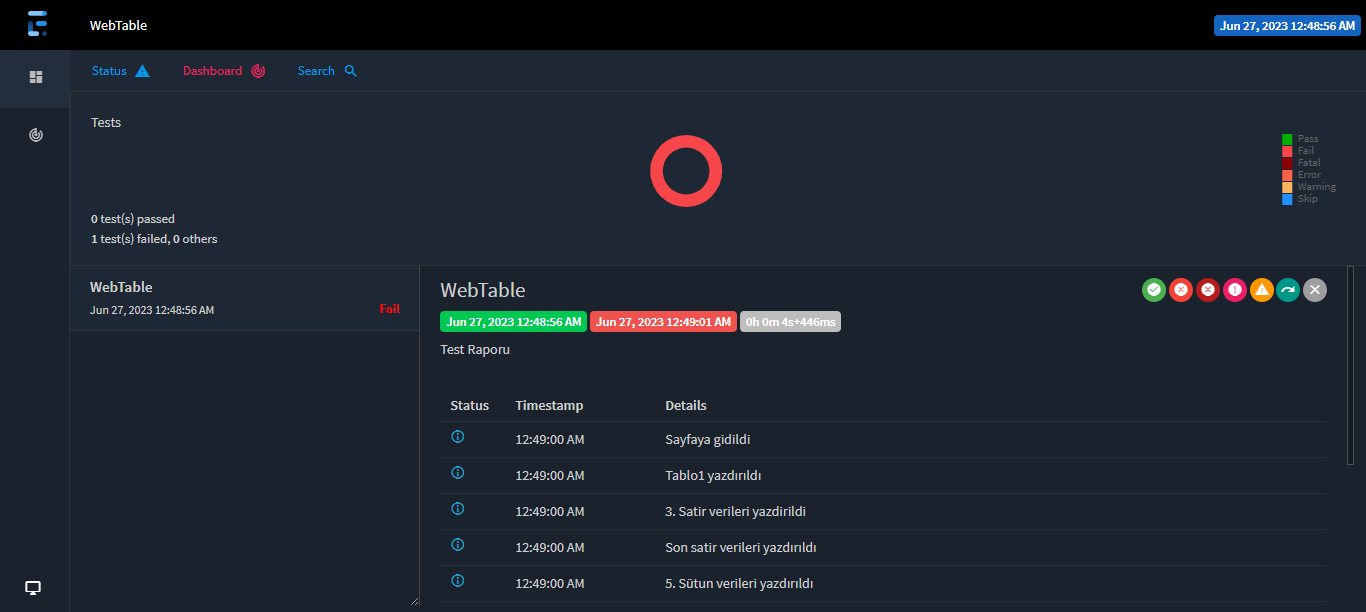 WebTable
Jun 27, 2023 12:48:56 AM
Status
Dashboard
Search
Tests
Pass
Fail
Fatal
Error
Warning
Skip
0 test(s) passed
1 test(s) failed, 0 others
WebTable
Jun 27, 2023 12:48:56 AM
Fail
WebTable
Jun 27, 2023 12:48:56 AM Jun 27, 2023 12:49:01 AM 0h 0m 4s+446ms
Test Raporu
Status Timestamp Details
12:49:00 AM Sayfaya gidildi
12:49:00 AM Tablo1 yazdırıldı
12:49:00 AM 3. Satir verileri yazdirildi
12:49:00 AM Son satir verileri yazdırıldı
12:49:00 AM 5. Sütun verileri yazdırıldı